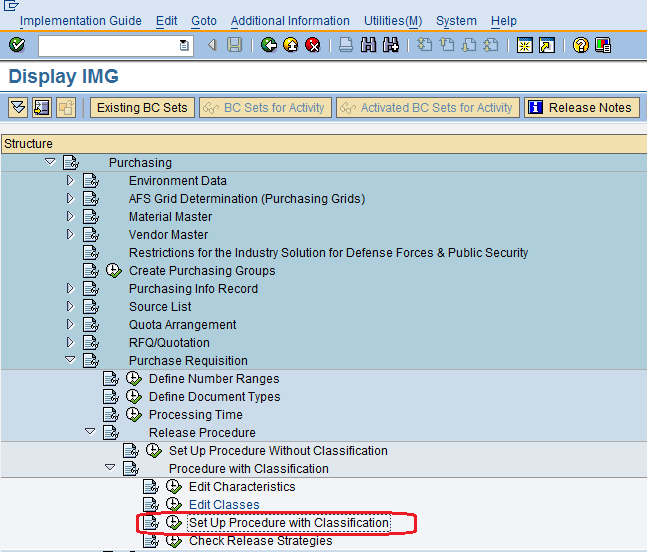 Implementation Guide Edit Goto Additional Information Utilities(M) System Help
Display IMG
Existing BC Sets BC Sets for Activity Activated BC Sets for Activity Release Notes
Structure
Purchasing
Environment Data
AFS Grid Determination (Purchasing Grids)
Material Master
Vendor Master
Restrictions for the Industry Solution for Defense Forces & Public Security
Create Purchasing Groups
Purchasing Info Record
Source List
Quota Arrangement
RFQ/Quotation
Purchase Requisition
Define Number Ranges
Define Document Types
Processing Time
Release Procedure
Set Up Procedure Without Classification
Procedure with Classification
Edit Characteristics
Edit Classes
Set Up Procedure with Classification
Check Release Strategies